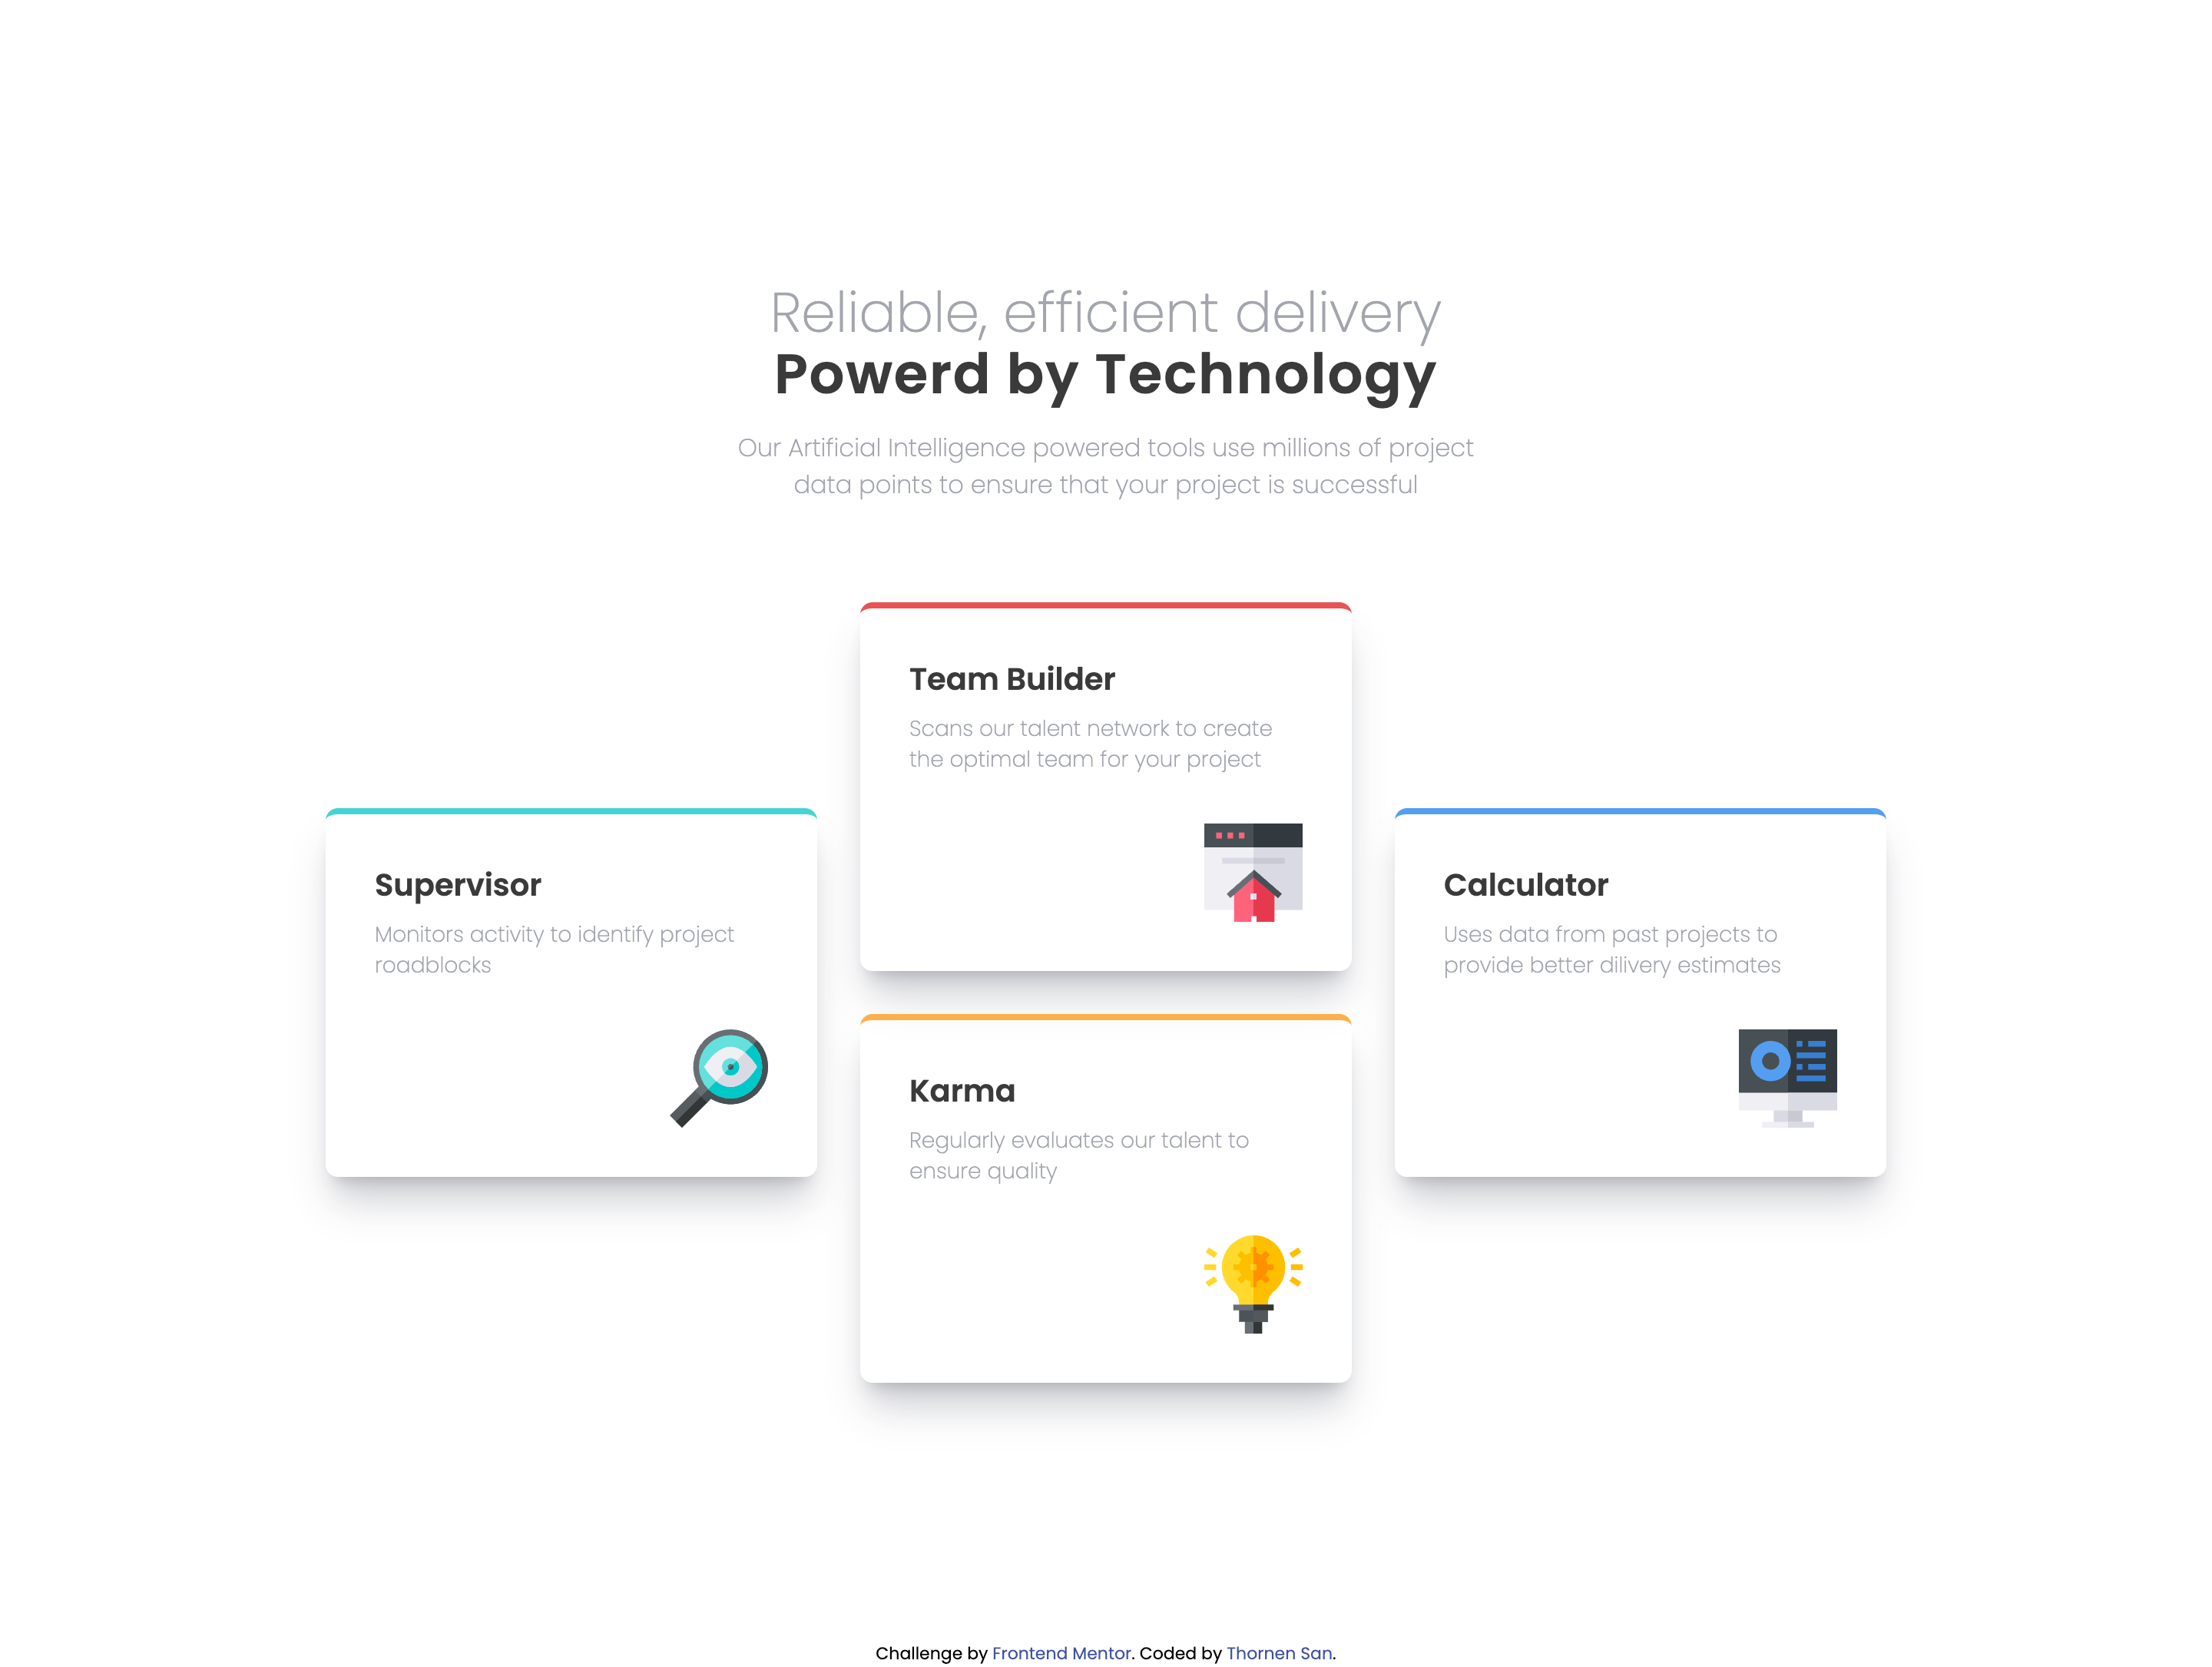 Reliable, efficient delivery
Powerd by Technology
Our Artificial Intelligence powered tools use millions of project
data points to ensure that your project is successful
Supervisor
Monitors activity to identify project
roadblocks
Team Builder
Scans our talent network to create
the optimal team for your project
Karma
Regularly evaluates our talent to
ensure quality
Calculator
Uses data from past projects to
provide better dilivery estimates
Challenge by Frontend Mentor. Coded by Thornen San.